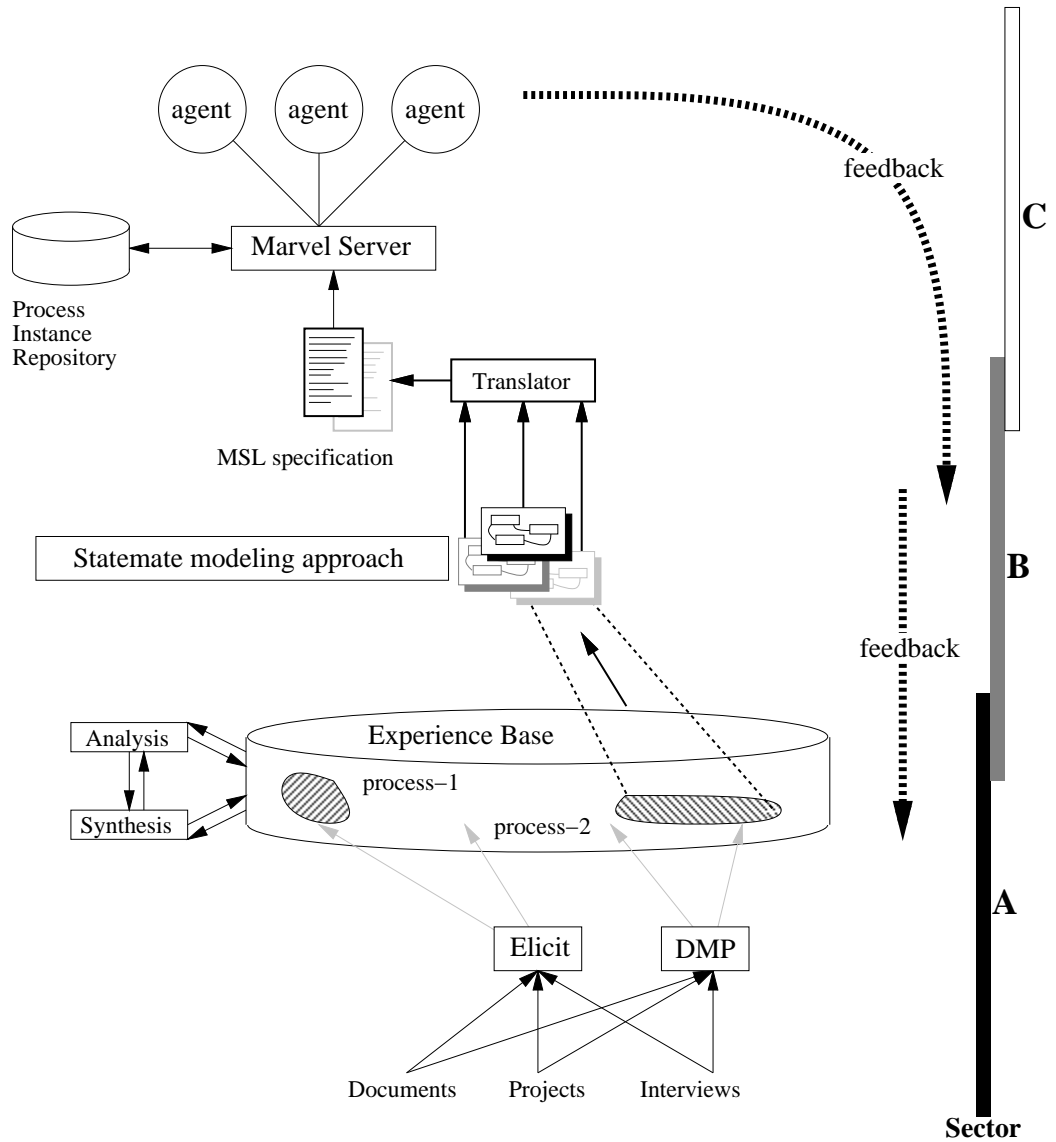 agent
agent
agent
feedback
C
Marvel Server
Process
Instance
Repository
Translator
MSL specification
Statemate modeling approach
B
feedback
Experience Base
Analysis
process−1
Synthesis
process−2
A
Elicit
DMP
Documents
Projects
Interviews
Sector